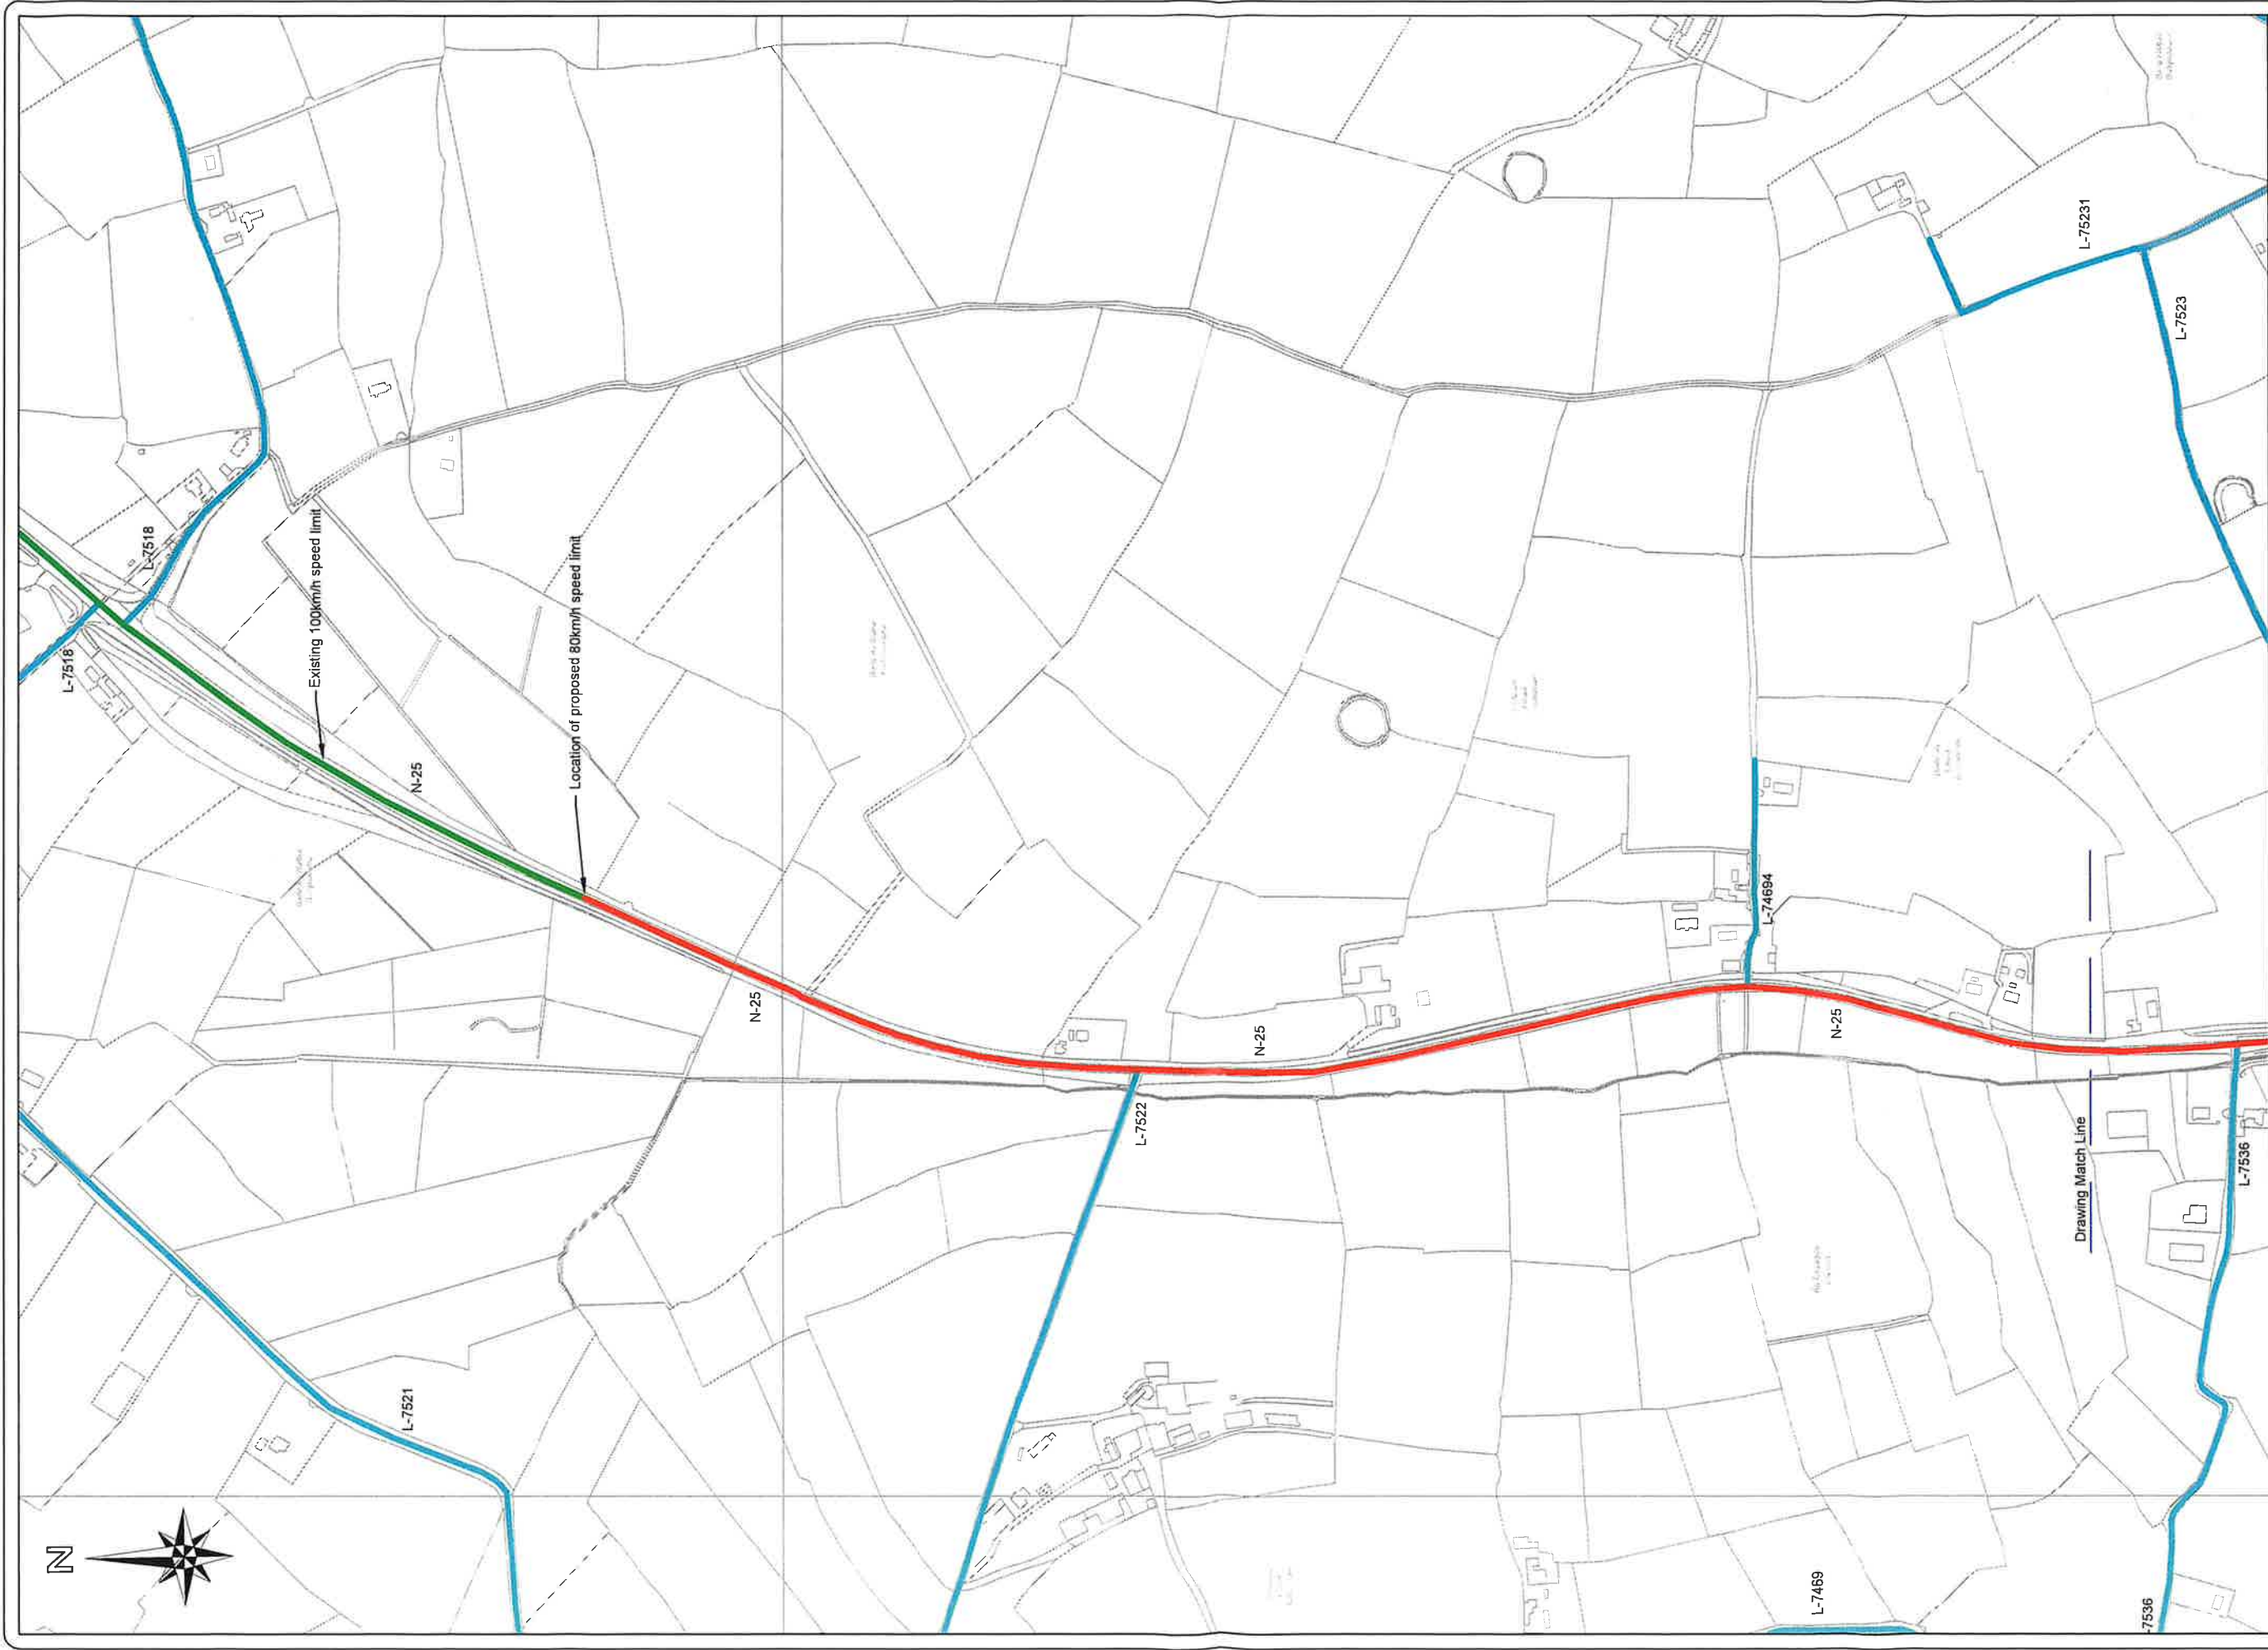 N
L-7518
L-7518
Existing 100km/h speed limit
N-25
Location of proposed 80km/h speed limit
N-25
L-7521
L-7522
N-25
L-74694
N-25
L-75231
L-7523
Drawing Match Line
L-7536
L-7469
-7536